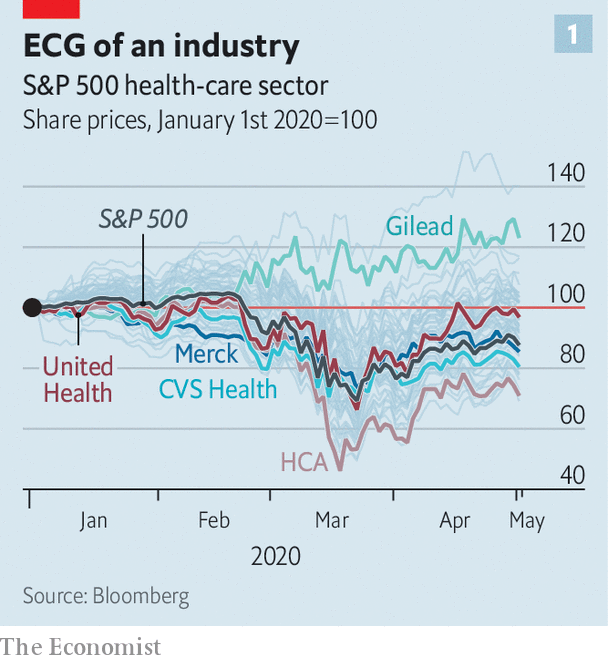 ECG of an industry
1
S&P 500 health-care sector
Share prices, January 1st 2020=100
140
S&P 500
Gilead
120
100
United
Health
Merck
CVS Health
80
60
HCA
40
Jan
Feb
Mar
Apr
May
2020
Source: Bloomberg
The Economist